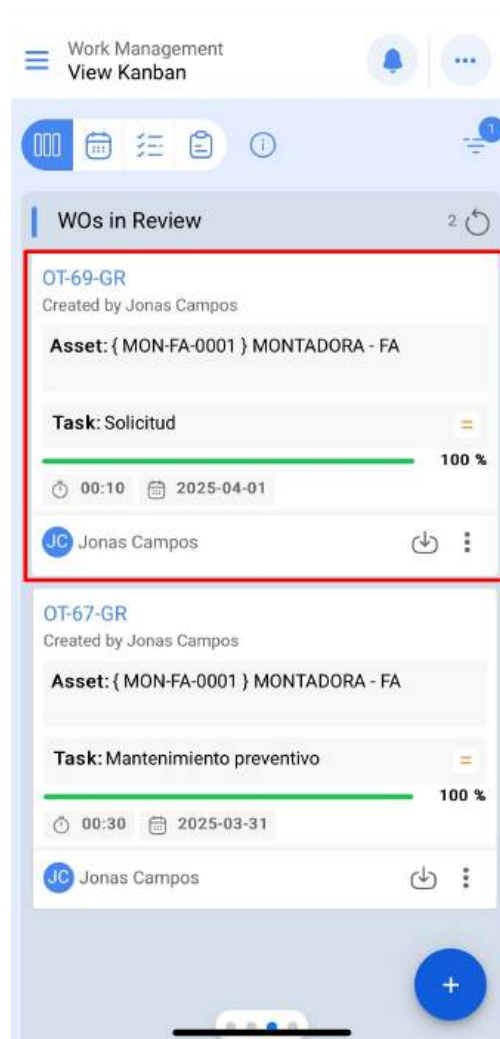 Work Management
View Kanban
1
WOs in Review
2
OT-69-GR
Created by Jonas Campos
Asset: { MON-FA-0001 } MONTADORA - FA
Task: Solicitud
100 %
00:10 2025-04-01
JC Jonas Campos
OT-67-GR
Created by Jonas Campos
Asset: { MON-FA-0001 } MONTADORA - FA
Task: Mantenimiento preventivo
100 %
00:30 2025-03-31
JC Jonas Campos